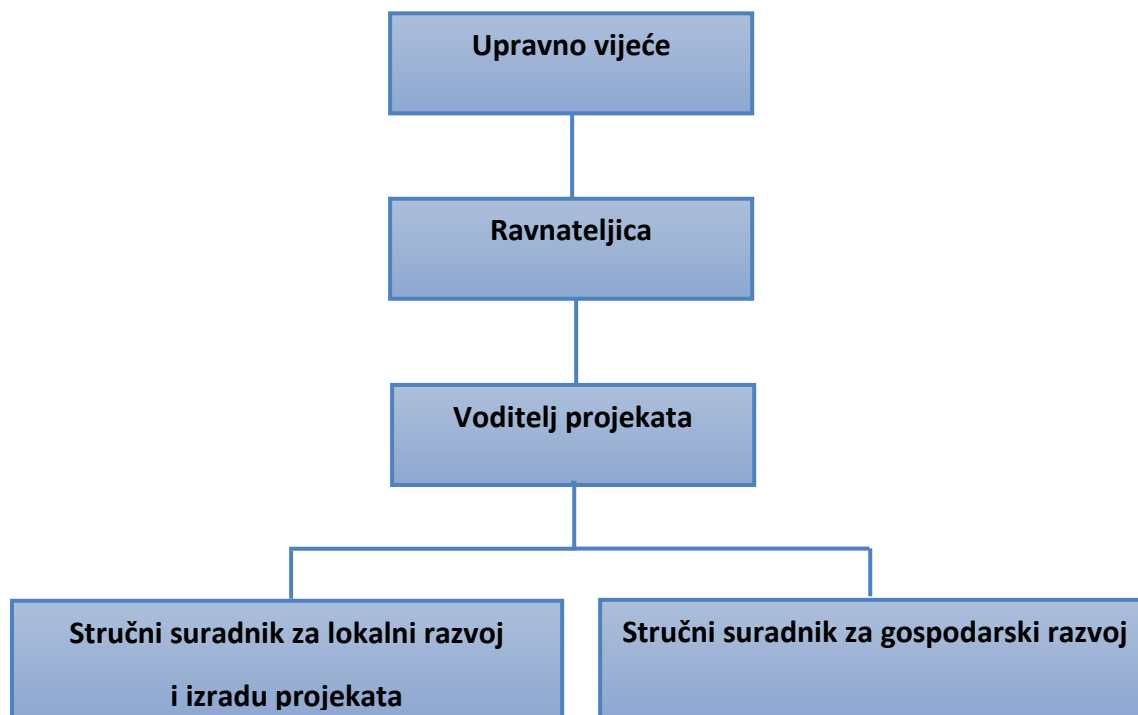 Upravno vijeće
Ravnateljica
Voditelj projekata
Stručni suradnik za lokalni razvoj
i izradu projekata
Stručni suradnik za gospodarski razvoj